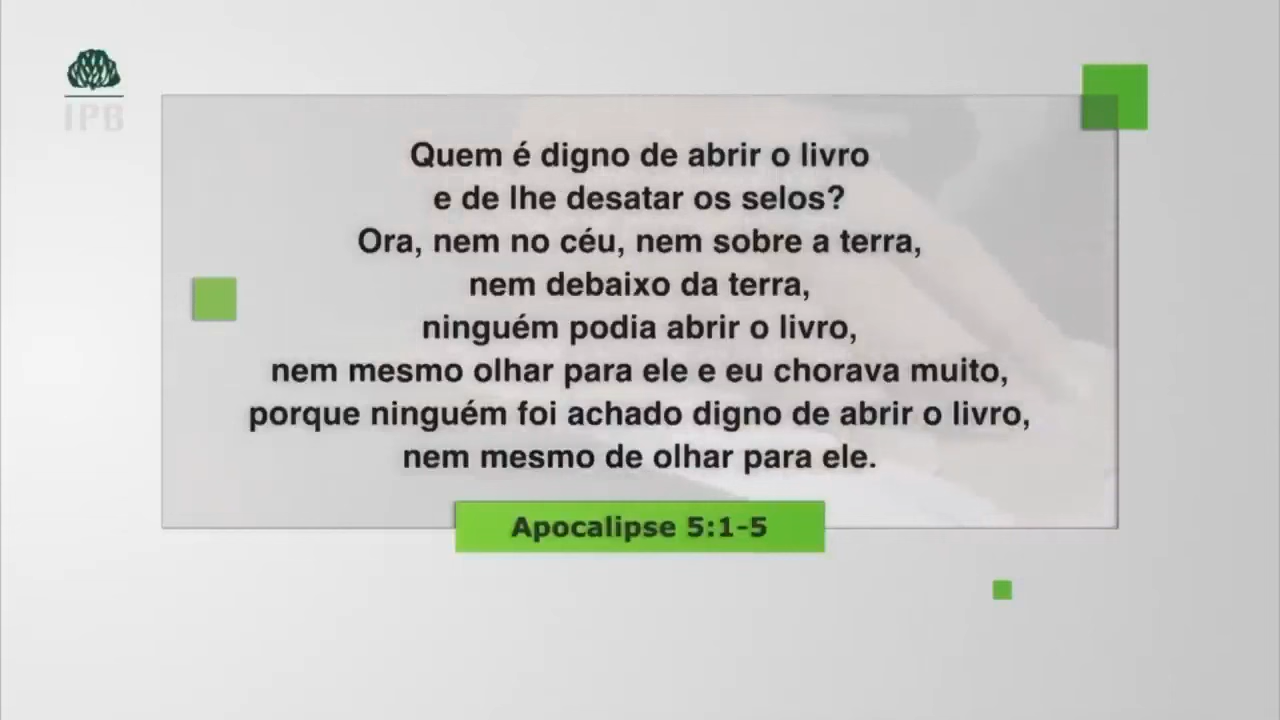 IPB
Quem é digno de abrir o livro
e de lhe desatar os selos?
Ora, nem no céu, nem sobre a terra,
nem debaixo da terra,
ninguém podia abrir o livro,
nem mesmo olhar para ele e eu chorava muito,
porque ninguém foi achado digno de abrir o livro,
nem mesmo de olhar para ele.
Apocalipse 5:1-5